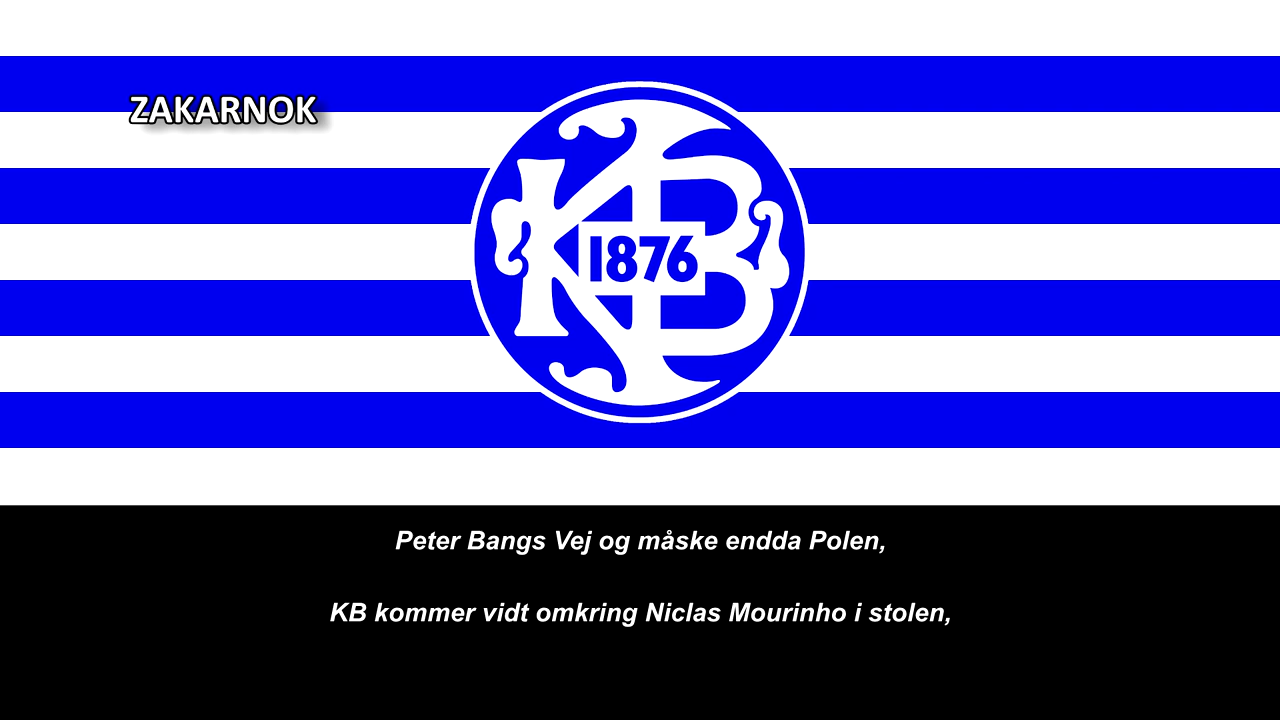 ZAKARNOK
KB
1876
Peter Bangs Vej og måske endda Polen,
KB kommer vidt omkring Niclas Mourinho i stolen,